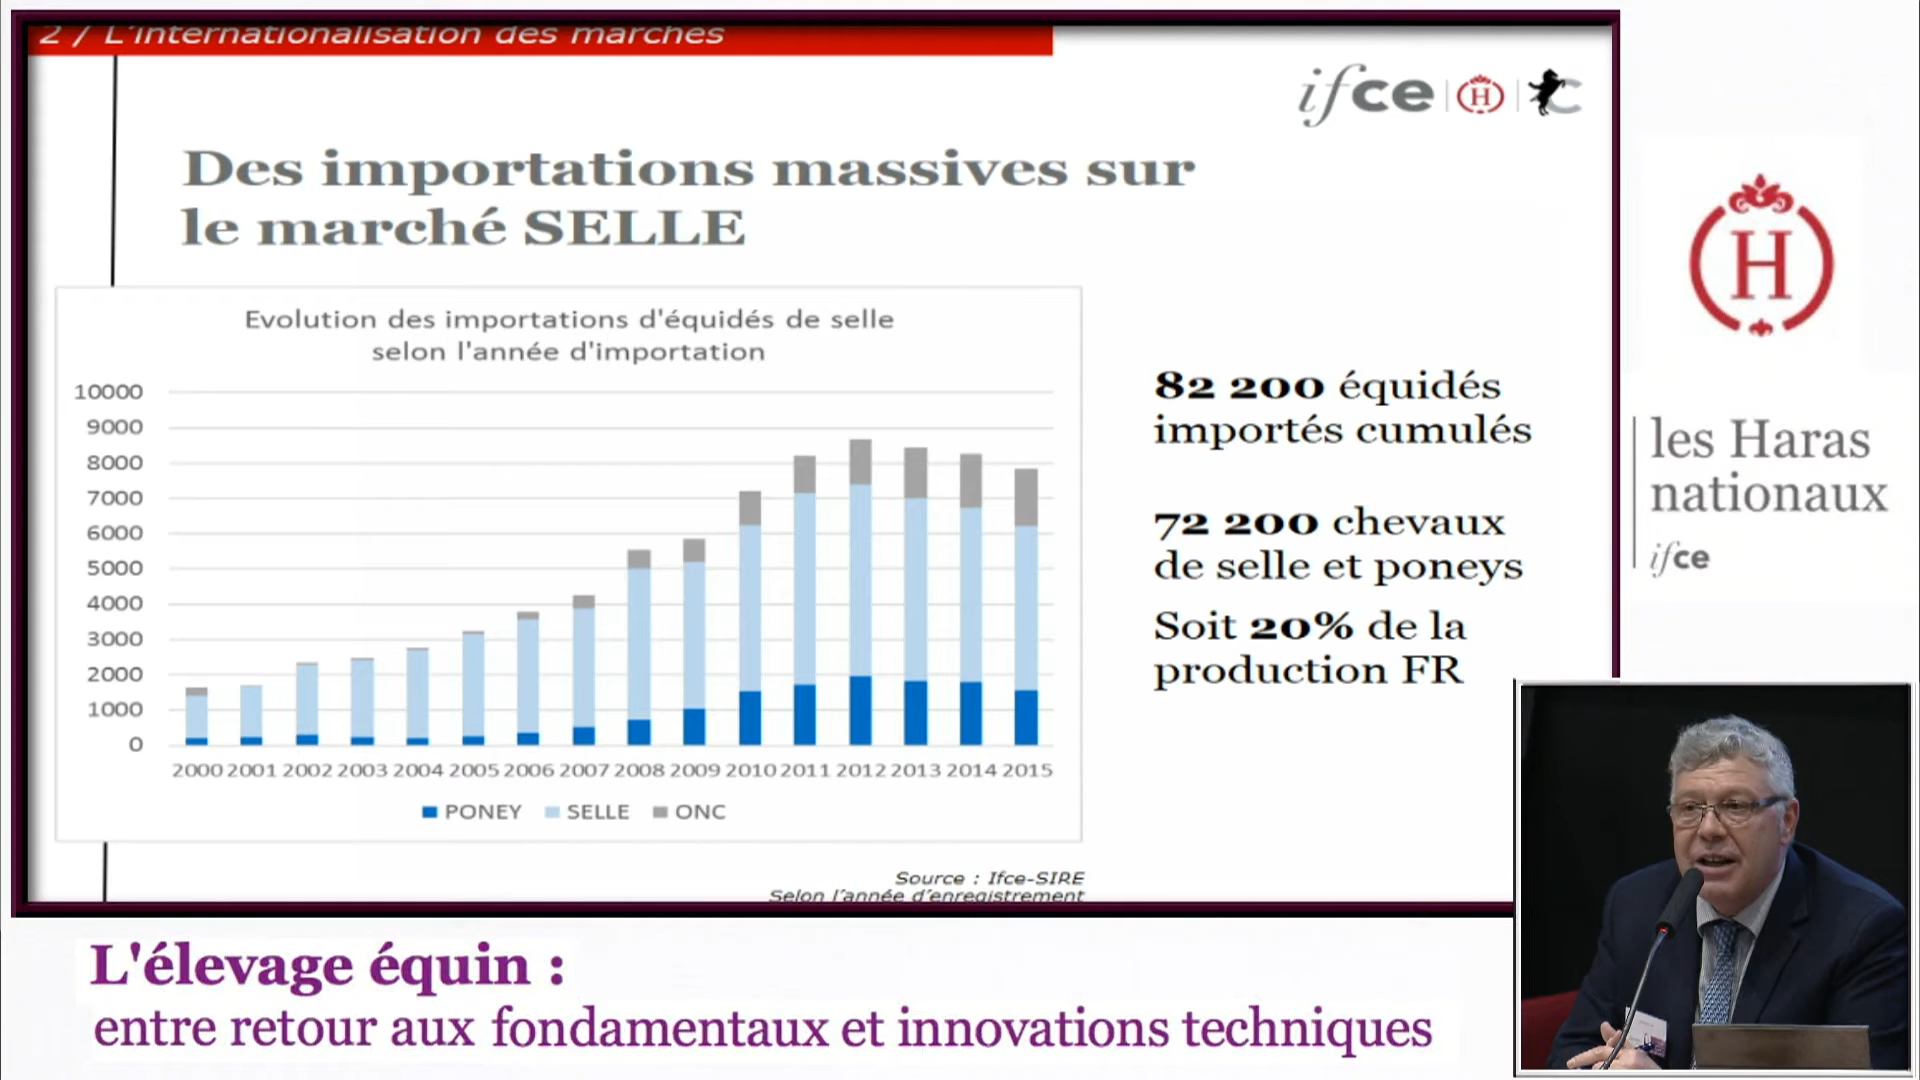 2 / L'internationalisation des marchés
ifce
H
Des importations massives sur
le marché SELLE
Evolution des importations d'équidés de selle
selon l'année d'importation
10000
9000
8000
7000
6000
5000
4000
3000
2000
1000
0
2000 2001 2002 2003 2004 2005 2006 2007 2008 2009 2010 2011 2012 2013 2014 2015
PONEY SELLE ONC
Source : Ifce-SIRE
Selon l'année d'enregistrement
82 200 équidés
importés cumulés
72 200 chevaux
de selle et poneys
Soit 20% de la
production FR
H
les Haras
nationaux
ifce
L'élevage équin :
entre retour aux fondamentaux et innovations techniques